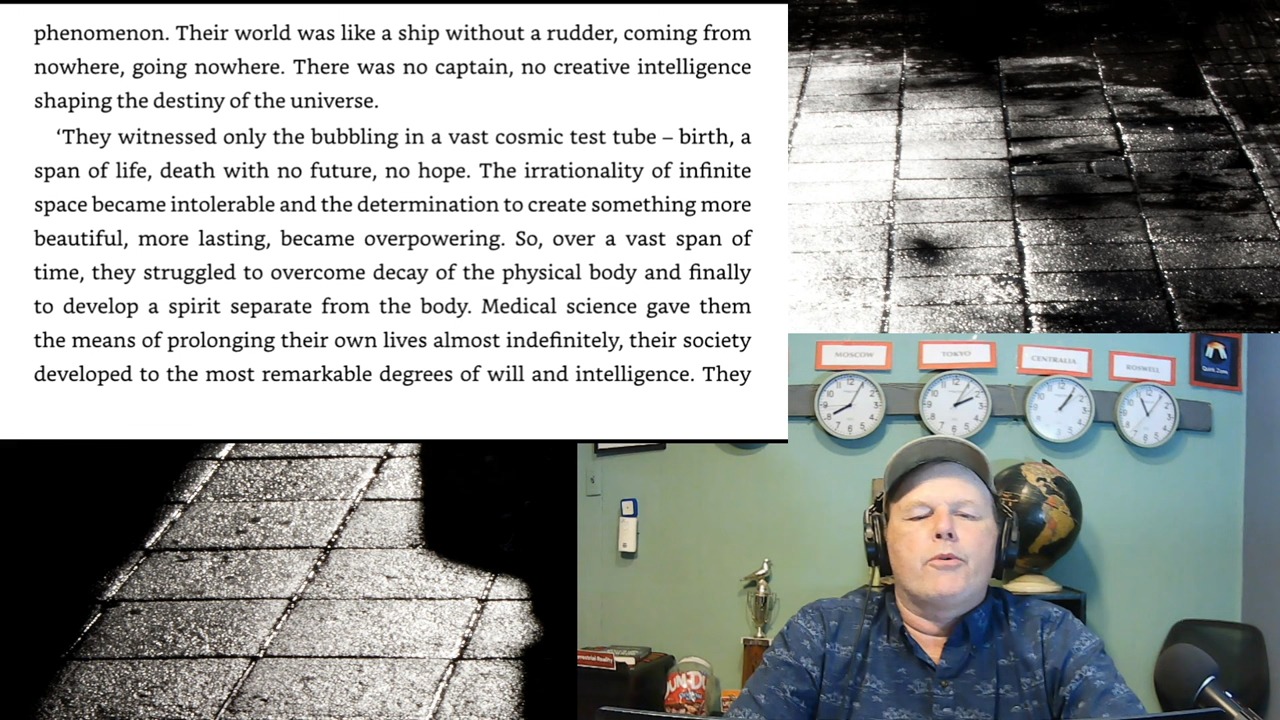 phenomenon. Their world was like a ship without a rudder, coming from
nowhere, going nowhere. There was no captain, no creative intelligence
shaping the destiny of the universe.
‘They witnessed only the bubbling in a vast cosmic test tube – birth, a
span of life, death with no future, no hope. The irrationality of infinite
space became intolerable and the determination to create something more
beautiful, more lasting, became overpowering. So, over a vast span of
time, they struggled to overcome decay of the physical body and finally
to develop a spirit separate from the body. Medical science gave them
the means of prolonging their own lives almost indefinitely, their society
developed to the most remarkable degrees of will and intelligence. They
MOSCOW
TOKYO
CENTRALIA
ROSWELL